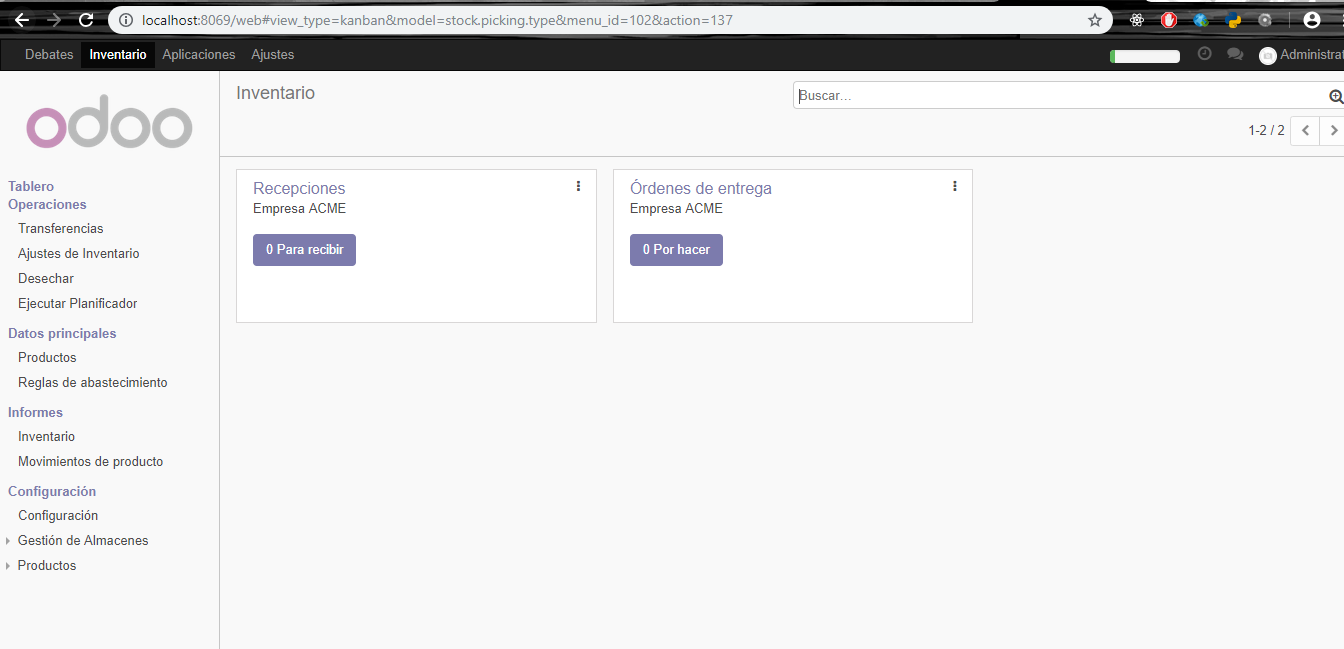 localhost:8069/web#view_type=kanban&model=stock.picking.type&menu_id=102&action=137
Debates Inventario Aplicaciones Ajustes Administrat
odoo
Inventario
Buscar...
1-2 / 2
Tablero
Operaciones
Transferencias
Ajustes de Inventario
Desechar
Ejecutar Planificador
Datos principales
Productos
Reglas de abastecimiento
Informes
Inventario
Movimientos de producto
Configuración
Configuración
Gestión de Almacenes
Productos
Recepciones
Empresa ACME
0 Para recibir
Órdenes de entrega
Empresa ACME
0 Por hacer